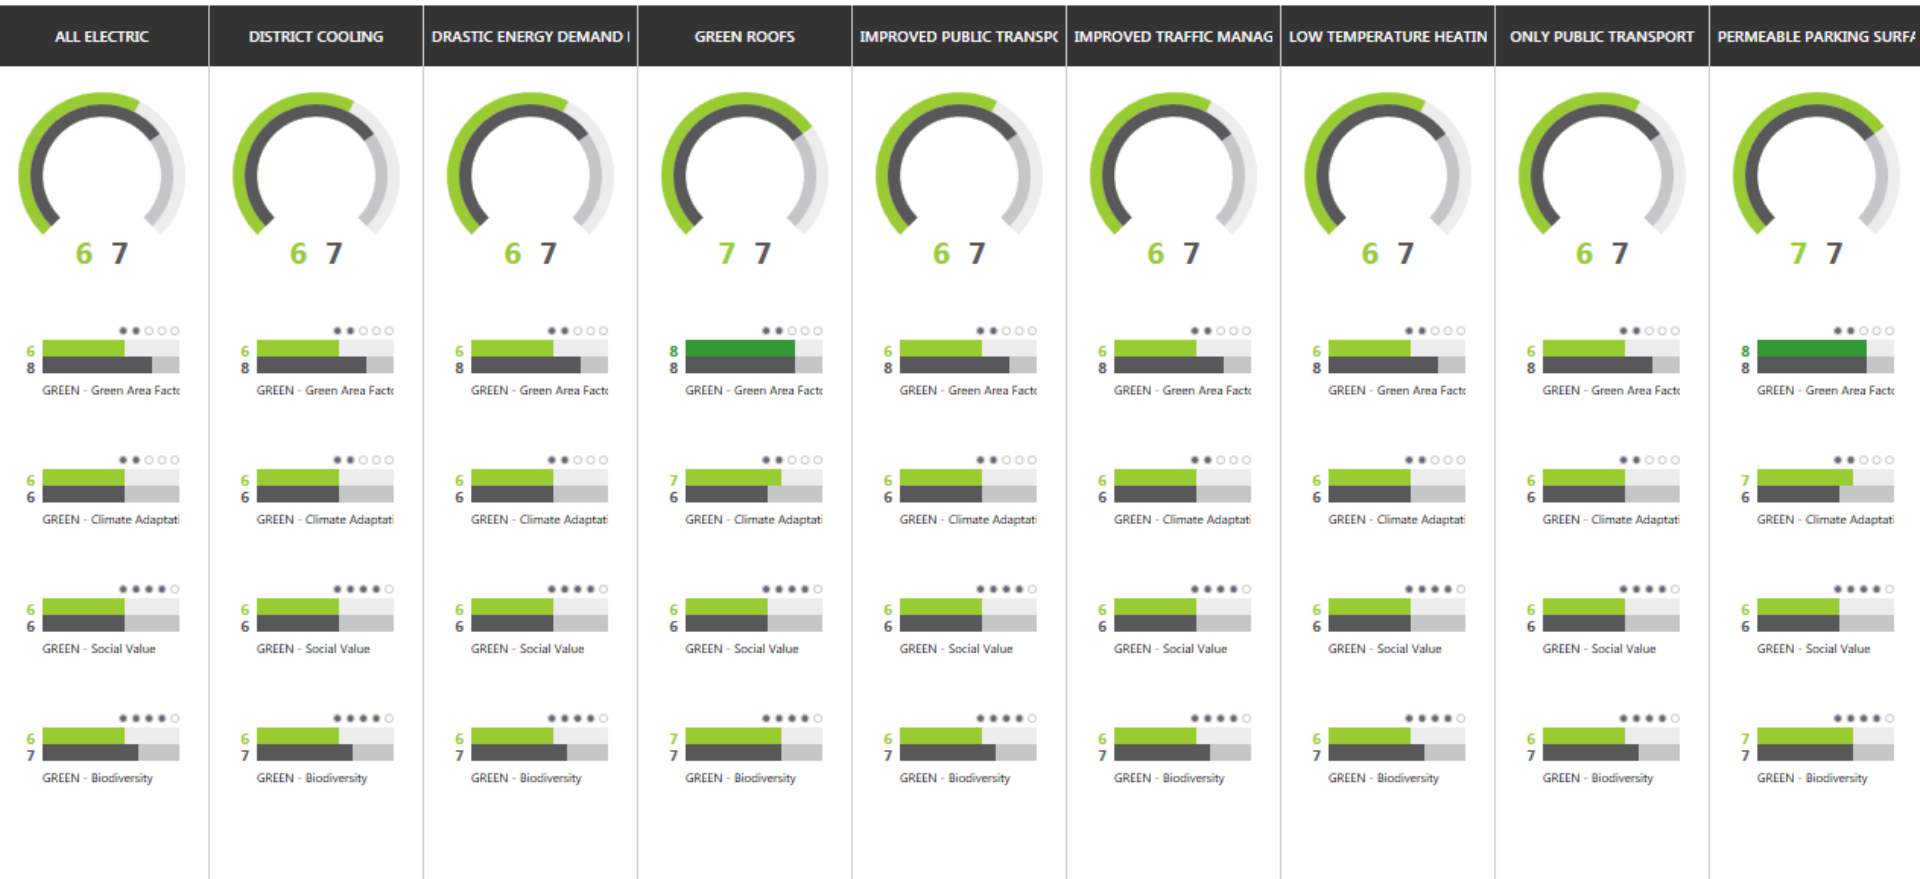 ALL ELECTRIC
DISTRICT COOLING
DRASTIC ENERGY DEMAND
GREEN ROOFS
IMPROVED PUBLIC TRANSP
IMPROVED TRAFFIC MANAG
LOW TEMPERATURE HEATIN
ONLY PUBLIC TRANSPORT
PERMEABLE PARKING SURF
6 7
6 7
6 7
7 7
6 7
6 7
6 7
6 7
7 7
6
8
GREEN - Green Area Facto
6
8
GREEN - Green Area Facto
6
8
GREEN - Green Area Facto
8
8
GREEN - Green Area Facto
6
8
GREEN - Green Area Facto
6
8
GREEN - Green Area Facto
6
8
GREEN - Green Area Facto
6
8
GREEN - Green Area Facto
8
8
GREEN - Green Area Facto
6
6
GREEN - Climate Adaptati
6
6
GREEN - Climate Adaptati
6
6
GREEN - Climate Adaptati
7
6
GREEN - Climate Adaptati
6
6
GREEN - Climate Adaptati
6
6
GREEN - Climate Adaptati
6
6
GREEN - Climate Adaptati
6
6
GREEN - Climate Adaptati
7
6
GREEN - Climate Adaptati
6
6
GREEN - Social Value
6
6
GREEN - Social Value
6
6
GREEN - Social Value
6
6
GREEN - Social Value
6
6
GREEN - Social Value
6
6
GREEN - Social Value
6
6
GREEN - Social Value
6
6
GREEN - Social Value
6
6
GREEN - Social Value
6
7
GREEN - Biodiversity
6
7
GREEN - Biodiversity
6
7
GREEN - Biodiversity
7
7
GREEN - Biodiversity
6
7
GREEN - Biodiversity
6
7
GREEN - Biodiversity
6
7
GREEN - Biodiversity
6
7
GREEN - Biodiversity
7
7
GREEN - Biodiversity